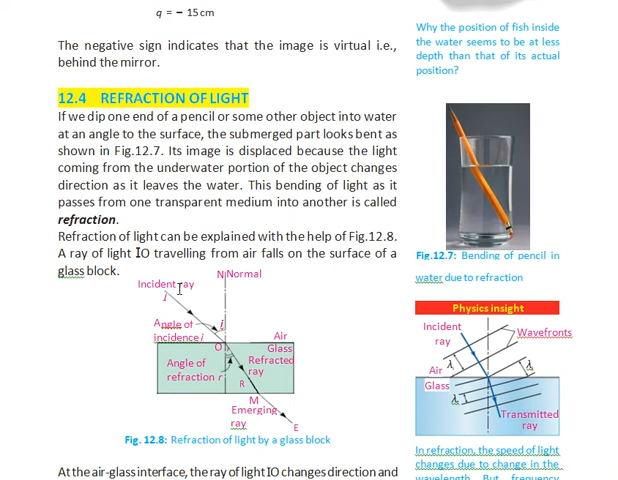 q = – 15 cm
The negative sign indicates that the image is virtual i.e.,
behind the mirror.
12.4 REFRACTION OF LIGHT
If we dip one end of a pencil or some other object into water
at an angle to the surface, the submerged part looks bent as
shown in Fig.12.7. Its image is displaced because the light
coming from the underwater portion of the object changes
direction as it leaves the water. This bending of light as it
passes from one transparent medium into another is called
refraction.
Refraction of light can be explained with the help of Fig.12.8.
A ray of light IO travelling from air falls on the surface of a
glass block.
N Normal
Incident ray
I
Angle of
incidence i
i
Air
O
Glass
Angle of
refraction r
Refracted
ray
R
M
Emerging
ray
E
Fig. 12.8: Refraction of light by a glass block
At the air-glass interface, the ray of light IO changes direction and
Why the position of fish inside
the water seems to be at less
depth than that of its actual
position?
Fig.12.7: Bending of pencil in
water due to refraction
Physics insight
Incident
ray
Wavefronts
λ
Air
Glass
λ
Transmitted
ray
In refraction, the speed of light
changes due to change in the
wavelength. But frequency